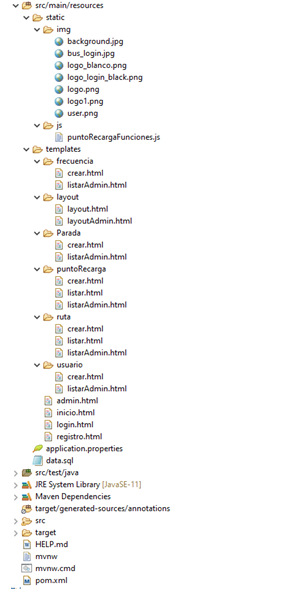 src/main/resources
static
img
background.jpg
bus_login.jpg
logo_blanco.png
logo_login_black.png
logo.png
logo1.png
user.png
js
puntoRecargaFunciones.js
templates
frecuencia
crear.html
listarAdmin.html
layout
layout.html
layoutAdmin.html
Parada
crear.html
listarAdmin.html
puntoRecarga
crear.html
listar.html
listarAdmin.html
ruta
crear.html
listar.html
listarAdmin.html
usuario
crear.html
listarAdmin.html
admin.html
inicio.html
login.html
registro.html
application.properties
data.sql
src/test/java
JRE System Library [JavaSE-11]
Maven Dependencies
target/generated-sources/annotations
src
target
HELP.md
mvnw
mvnw.cmd
pom.xml